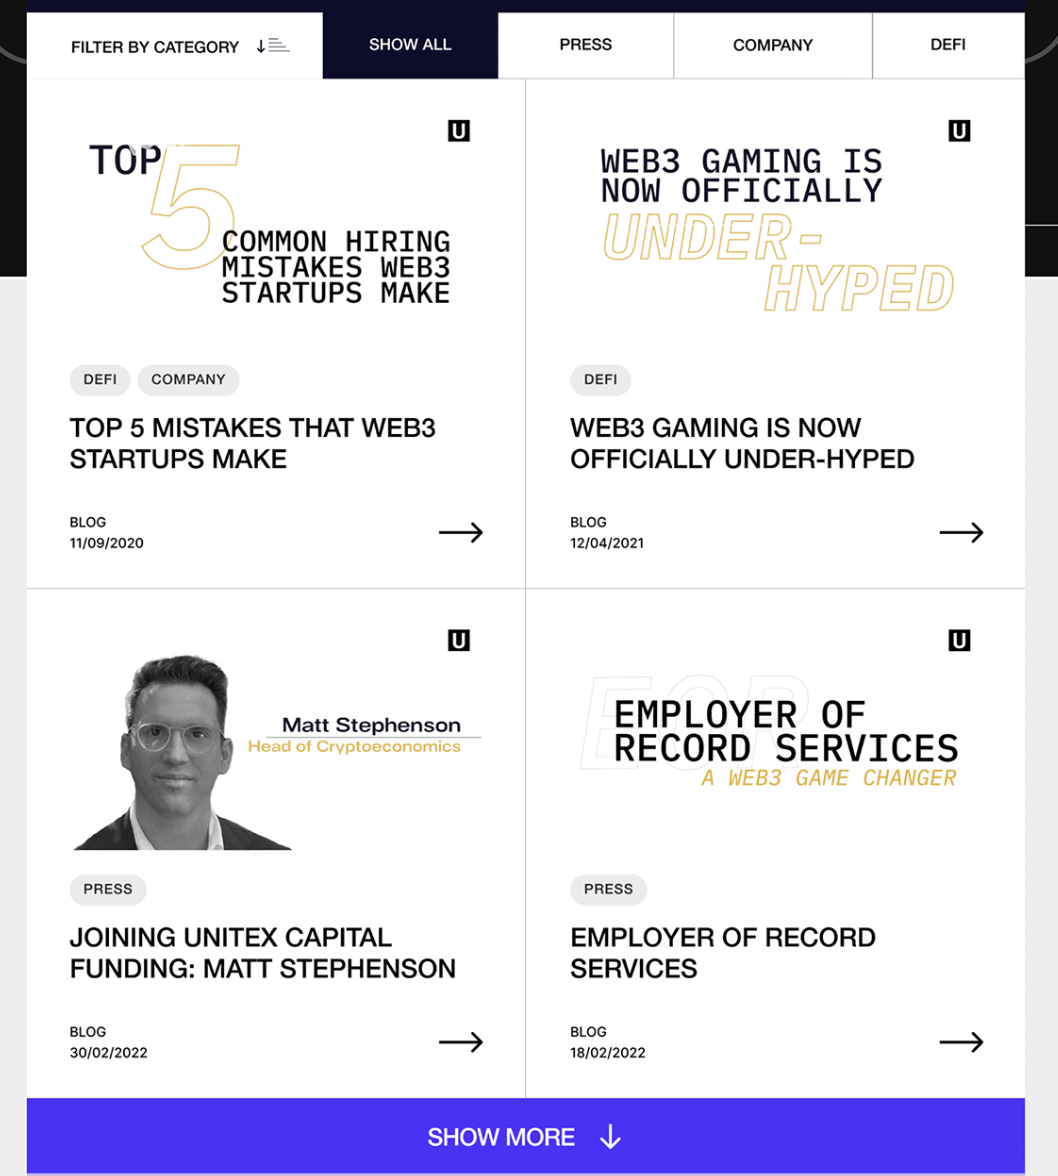 FILTER BY CATEGORY
SHOW ALL
PRESS
COMPANY
DEFI
U
TOP 5
COMMON HIRING
MISTAKES WEB3
STARTUPS MAKE
DEFI
COMPANY
TOP 5 MISTAKES THAT WEB3
STARTUPS MAKE
BLOG
11/09/2020
U
WEB3 GAMING IS
NOW OFFICIALLY
UNDER-
HYPED
DEFI
WEB3 GAMING IS NOW
OFFICIALLY UNDER-HYPED
BLOG
12/04/2021
U
Matt Stephenson
Head of Cryptoeconomics
PRESS
JOINING UNITEX CAPITAL
FUNDING: MATT STEPHENSON
BLOG
30/02/2022
U
EOR
EMPLOYER OF
RECORD SERVICES
A WEB3 GAME CHANGER
PRESS
EMPLOYER OF RECORD
SERVICES
BLOG
18/02/2022
SHOW MORE